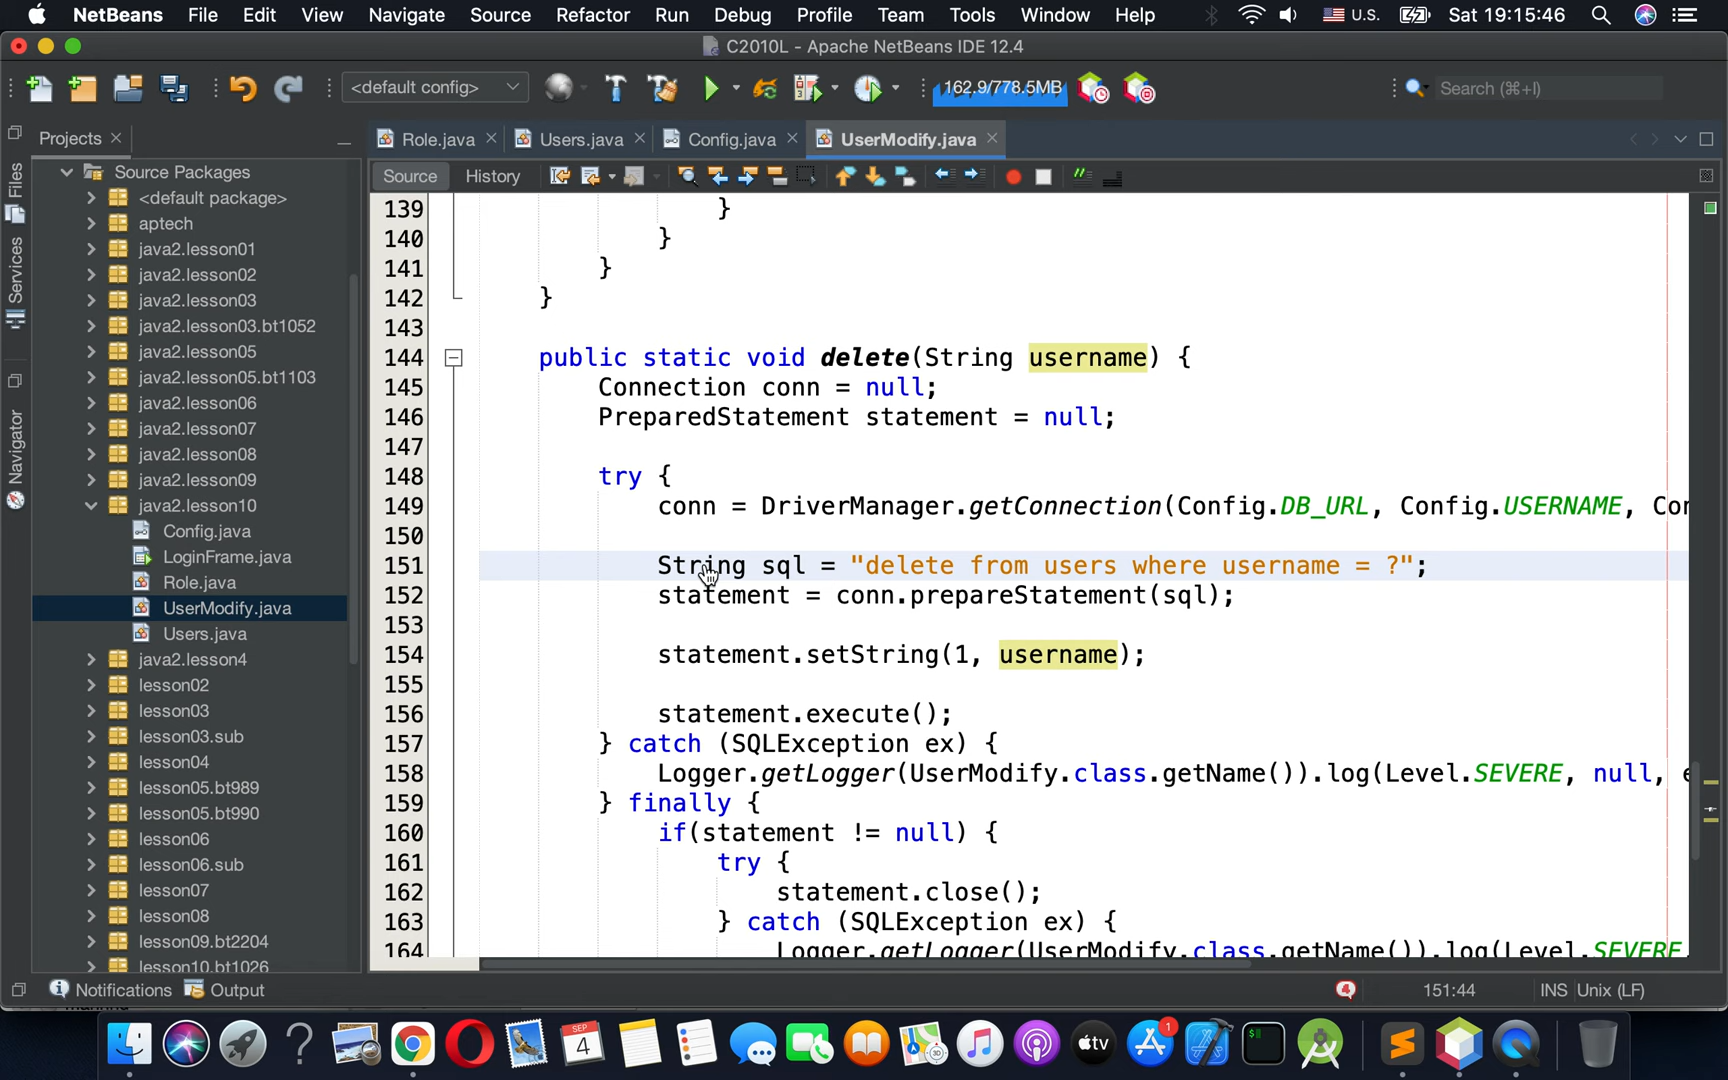 NetBeans File Edit View Navigate Source Refactor Run Debug Profile Team Tools Window Help U.S. Sat 19:15:46
C2010L - Apache NetBeans IDE 12.4
<default config> 162.9/778.5MB Search (⌘+I)
Projects Role.java Users.java Config.java UserModify.java
Source History
Files
Services
Navigator
Source Packages
<default package>
aptech
java2.lesson01
java2.lesson02
java2.lesson03
java2.lesson03.bt1052
java2.lesson05
java2.lesson05.bt1103
java2.lesson06
java2.lesson07
java2.lesson08
java2.lesson09
java2.lesson10
Config.java
LoginFrame.java
Role.java
UserModify.java
Users.java
java2.lesson4
lesson02
lesson03
lesson03.sub
lesson04
lesson05.bt989
lesson05.bt990
lesson06
lesson06.sub
lesson07
lesson08
lesson09.bt2204
lesson10.bt1026
139 }
140 }
141 }
142 }
143
144 public static void delete(String username) {
145 Connection conn = null;
146 PreparedStatement statement = null;
147
148 try {
149 conn = DriverManager.getConnection(Config.DB_URL, Config.USERNAME, Con
150
151 String sql = "delete from users where username = ?";
152 statement = conn.prepareStatement(sql);
153
154 statement.setString(1, username);
155
156 statement.execute();
157 } catch (SQLException ex) {
158 Logger.getLogger(UserModify.class.getName()).log(Level.SEVERE, null, e
159 } finally {
160 if(statement != null) {
161 try {
162 statement.close();
163 } catch (SQLException ex) {
164 Logger.getLogger(UserModify.class.getName()).log(Level.SEVERE
Notifications Output 4 151:44 INS Unix (LF)
SEP
4
tv
1